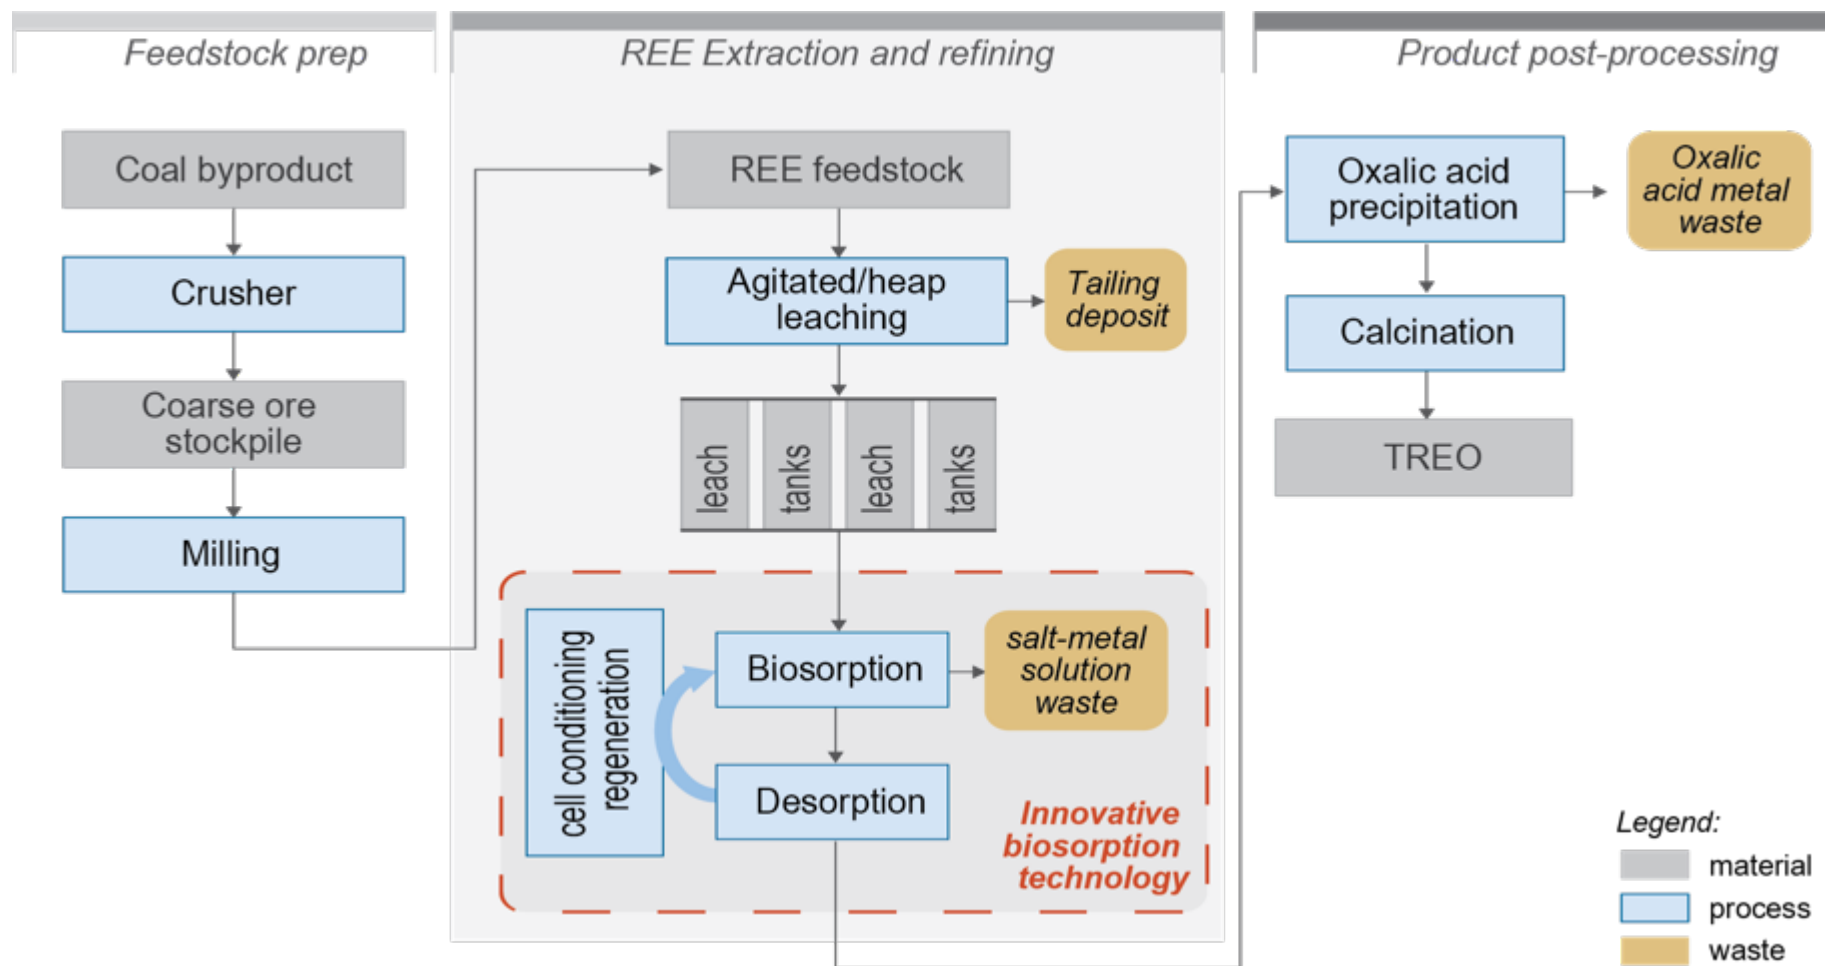 Feedstock prep
REE Extraction and refining
Product post-processing
Coal byproduct
Crusher
Coarse ore
stockpile
Milling
REE feedstock
Agitated/heap
leaching
Tailing
deposit
leach
tanks
leach
tanks
cell conditioning
regeneration
Biosorption
salt-metal
solution
waste
Desorption
Innovative
biosorption
technology
Oxalic acid
precipitation
Oxalic
acid metal
waste
Calcination
TREO
Legend:
material
process
waste